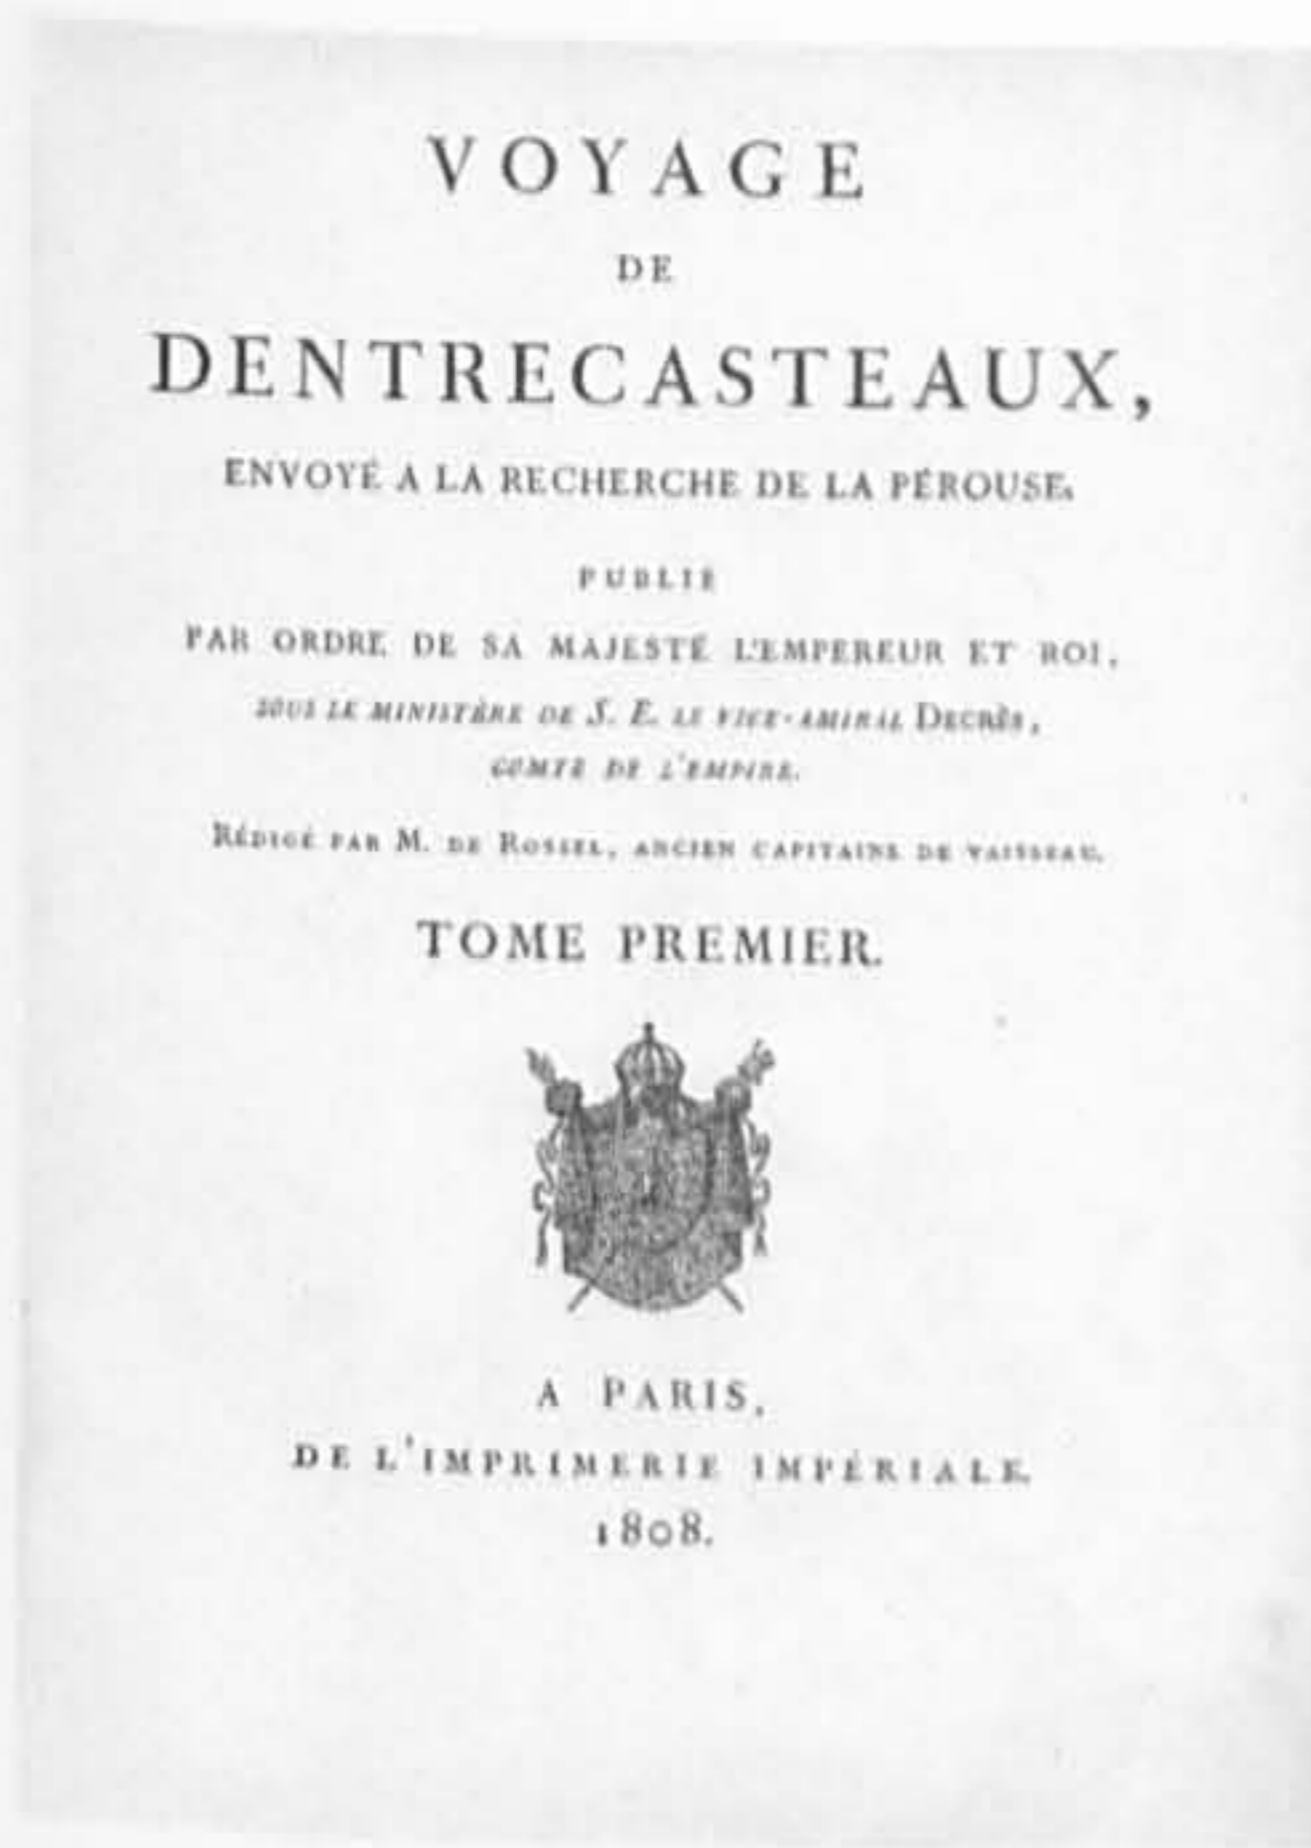 VOYAGE
DE
DENTRECASTEAUX,
ENVOYÉ A LA RECHERCHE DE LA PÉROUSE.
PUBLIÉ
PAR ORDRE DE SA MAJESTÉ L'EMPEREUR ET ROI,
SOUS LE MINISTÈRE DE S. E. LE VICE-AMIRAL DECRÈS,
COMTE DE L'EMPIRE.
RÉDIGÉ PAR M. DE ROSSEL, ANCIEN CAPITAINE DE VAISSEAU.
TOME PREMIER.
A PARIS,
DE L'IMPRIMERIE IMPÉRIALE.
1808.